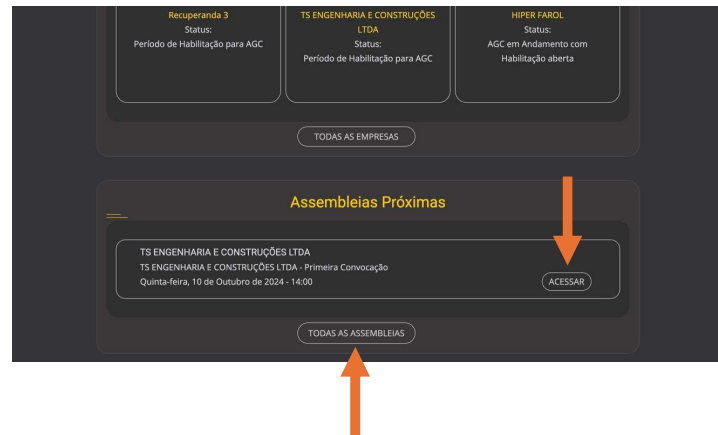 Recuperanda 3
Status:
Período de Habilitação para AGC
TS ENGENHARIA E CONSTRUÇÕES
LTDA
Status:
Período de Habilitação para AGC
HIPER FAROL
Status:
AGC em Andamento com
Habilitação aberta
TODAS AS EMPRESAS
Assembleias Próximas
TS ENGENHARIA E CONSTRUÇÕES LTDA
TS ENGENHARIA E CONSTRUÇÕES LTDA - Primeira Convocação
Quinta-feira, 10 de Outubro de 2024 - 14:00
ACESSAR
TODAS AS ASSEMBLEIAS